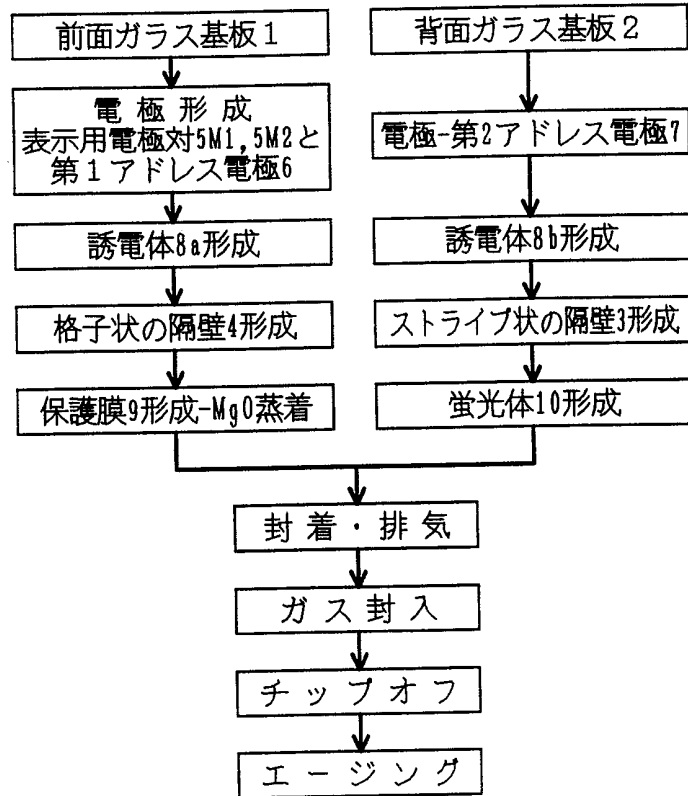 前面ガラス基板1
電極形成
表示用電極対5M1,5M2と
第1アドレス電極6
誘電体8a形成
格子状の隔壁4形成
保護膜9形成-MgO蒸着
背面ガラス基板2
電極-第2アドレス電極7
誘電体8b形成
ストライプ状の隔壁3形成
蛍光体10形成
封着・排気
ガス封入
チップオフ
エージング